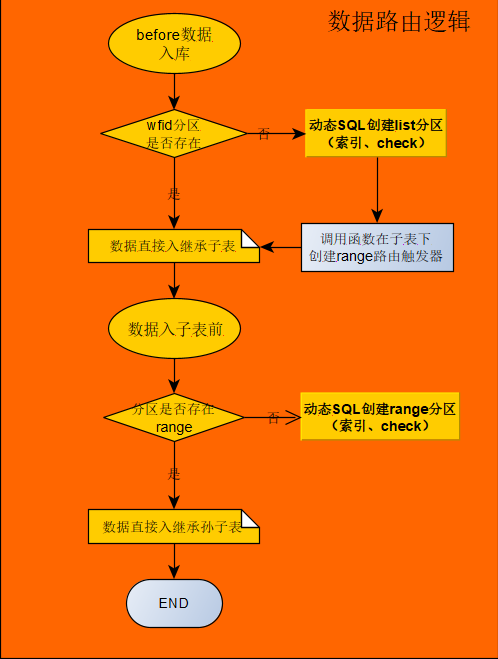 数据路由逻辑
before数据
入库
wfid分区
是否存在
否
动态SQL创建list分区
（索引、check）
是
数据直接入继承子表
调用函数在子表下
创建range路由触发器
数据入子表前
分区是否存在
range
否
动态SQL创建range分区
（索引、check）
是
数据直接入继承孙子表
END